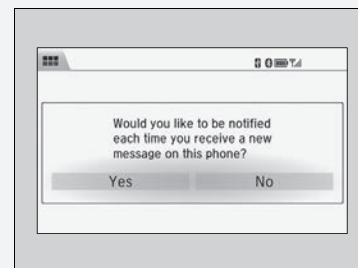 Would you like to be notified
each time you receive a new
message on this phone?
Yes
No